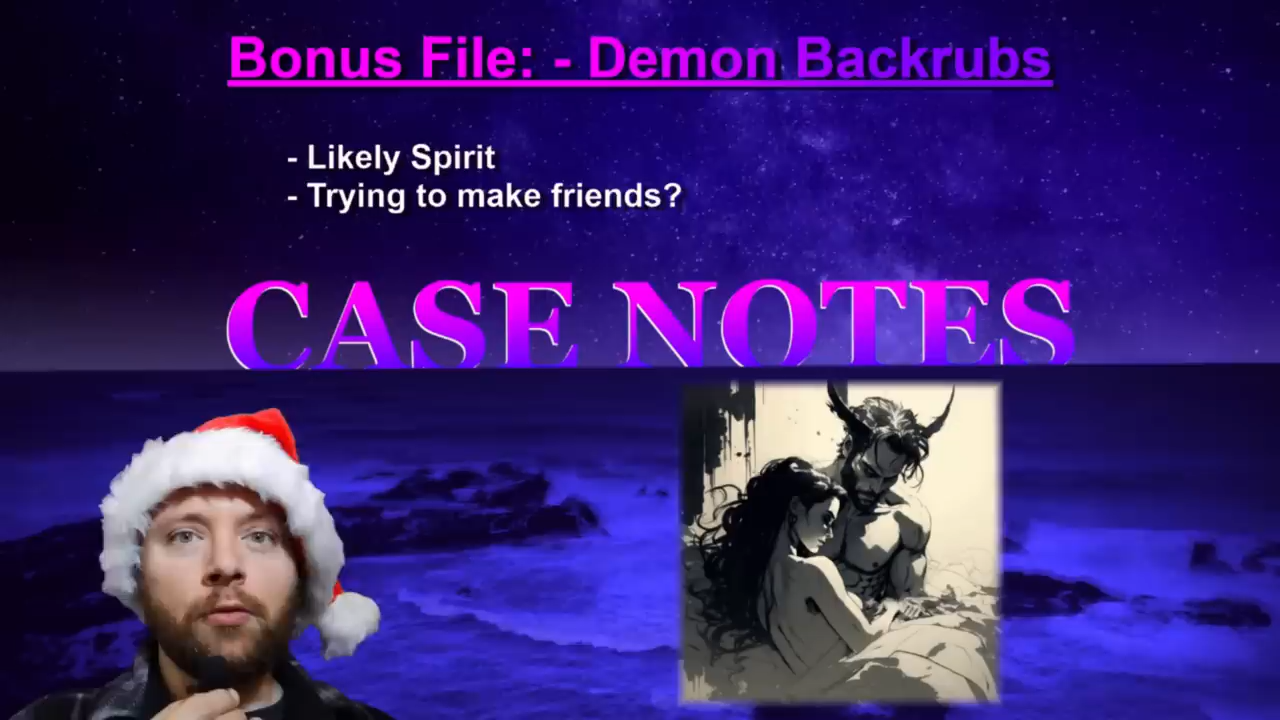 Bonus File: - Demon Backrubs
- Likely Spirit
- Trying to make friends?
CASE NOTES